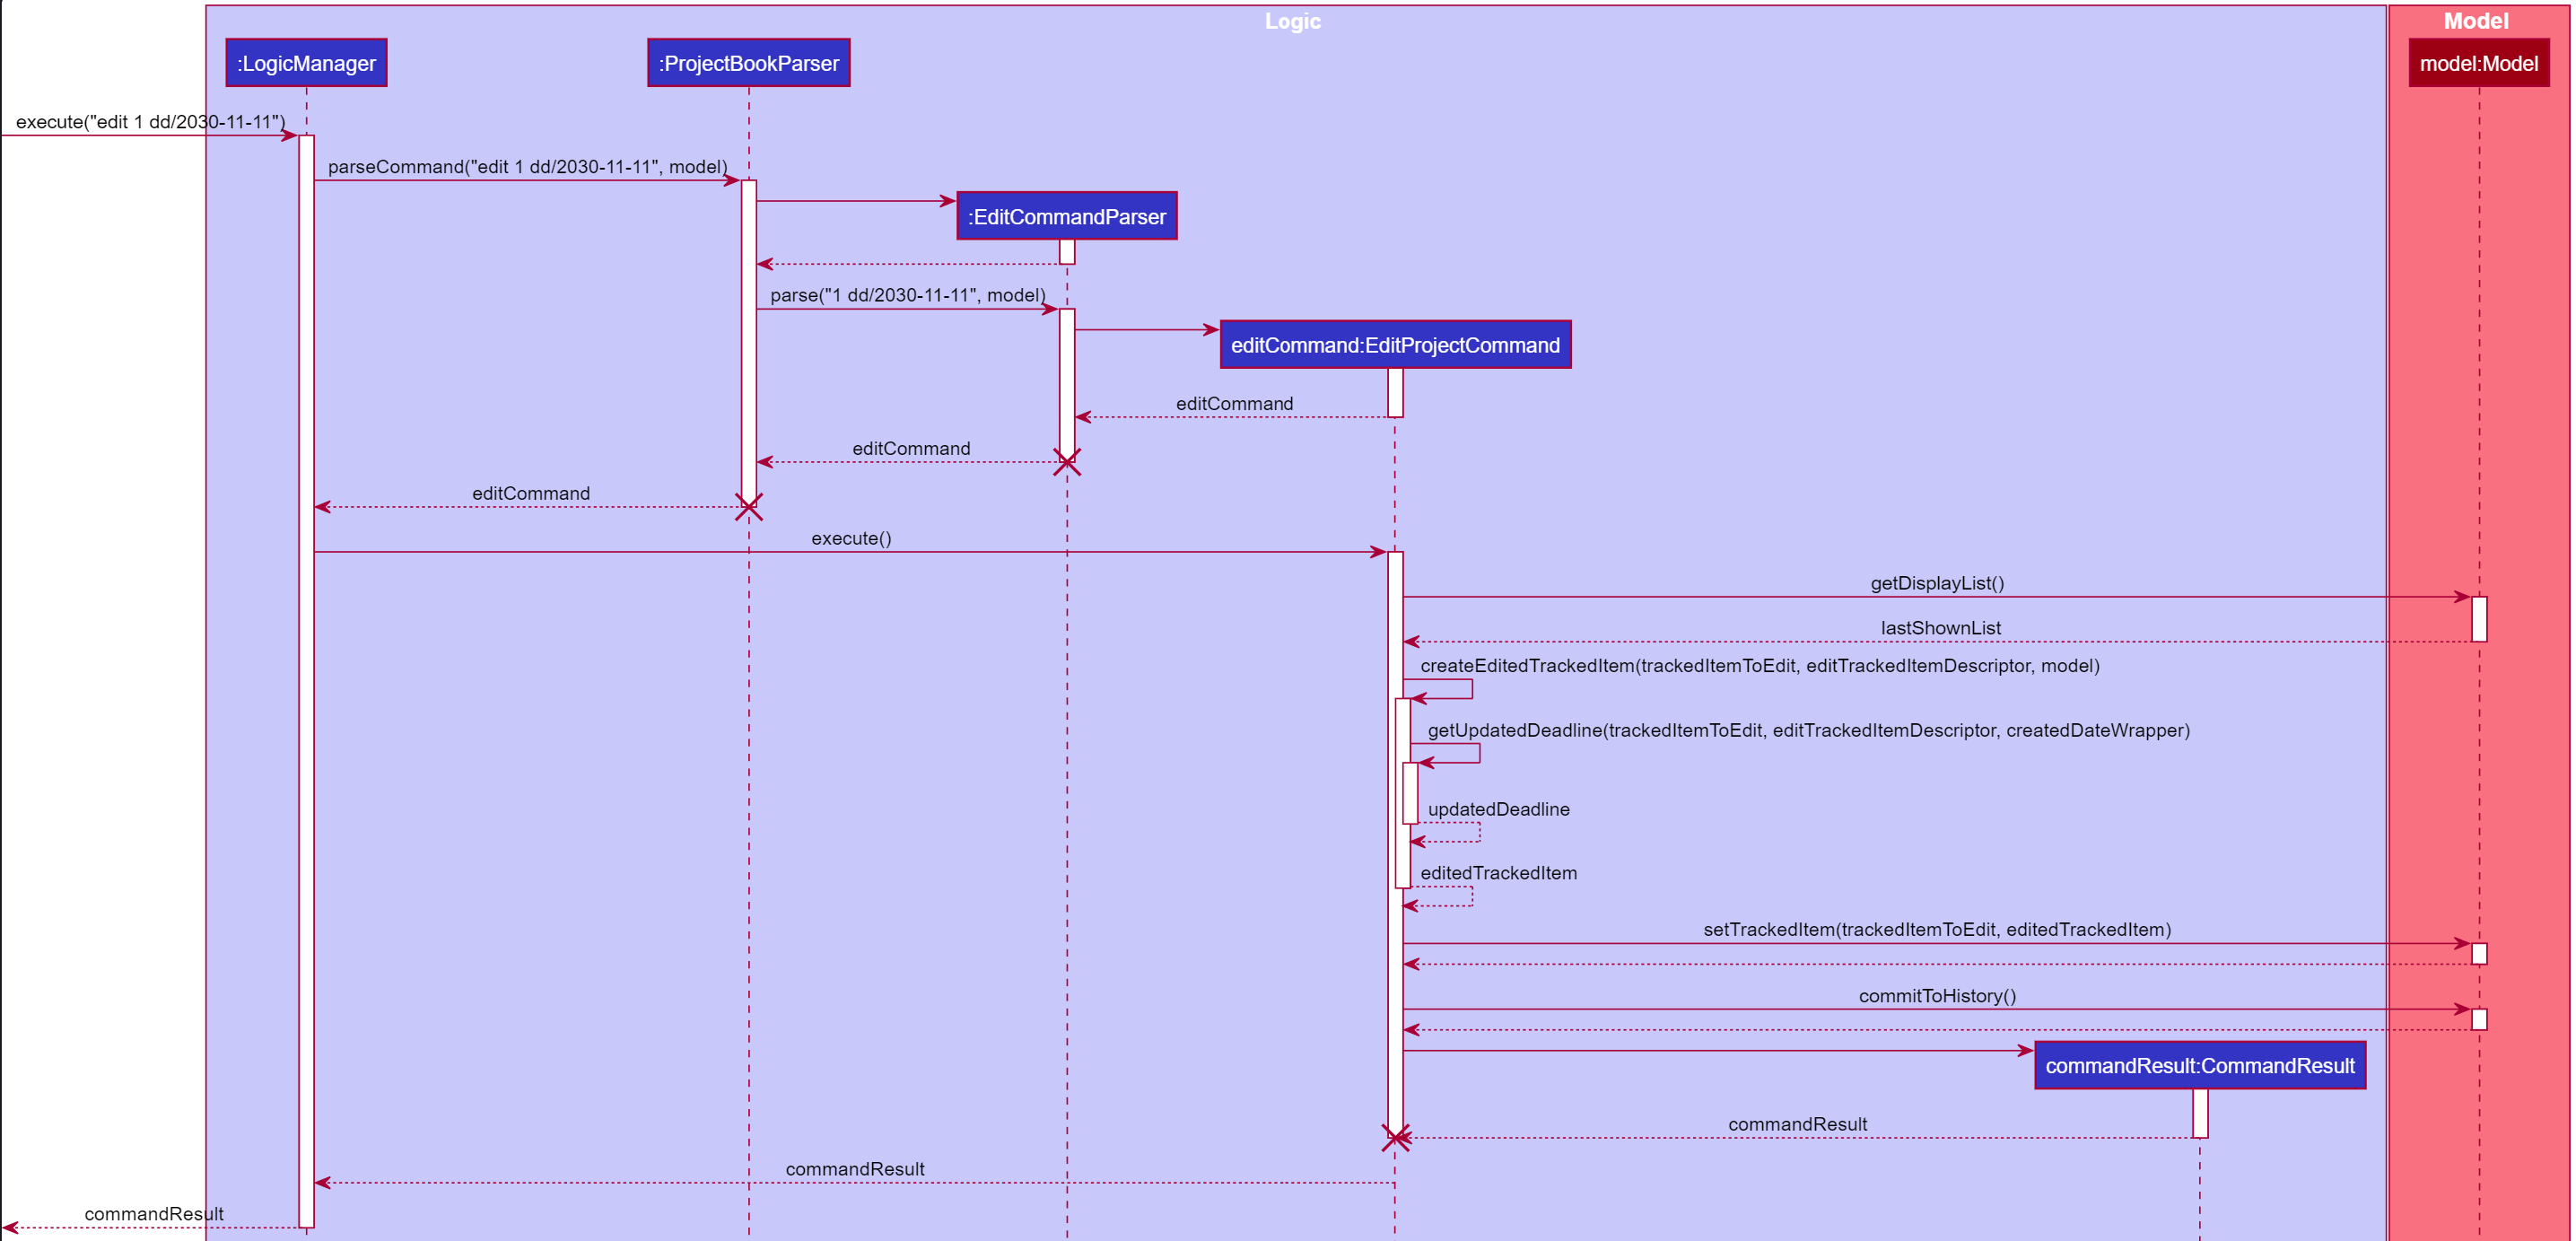 Logic
Model
:LogicManager
:ProjectBookParser
model:Model
execute("edit 1 dd/2030-11-11")
parseCommand("edit 1 dd/2030-11-11", model)
:EditCommandParser
parse("1 dd/2030-11-11", model)
editCommand:EditProjectCommand
editCommand
editCommand
editCommand
execute()
getDisplayList()
lastShownList
createEditedTrackedItem(trackedItemToEdit, editTrackedItemDescriptor, model)
getUpdatedDeadline(trackedItemToEdit, editTrackedItemDescriptor, createdDateWrapper)
updatedDeadline
editedTrackedItem
setTrackedItem(trackedItemToEdit, editedTrackedItem)
commitToHistory()
commandResult:CommandResult
commandResult
commandResult
commandResult